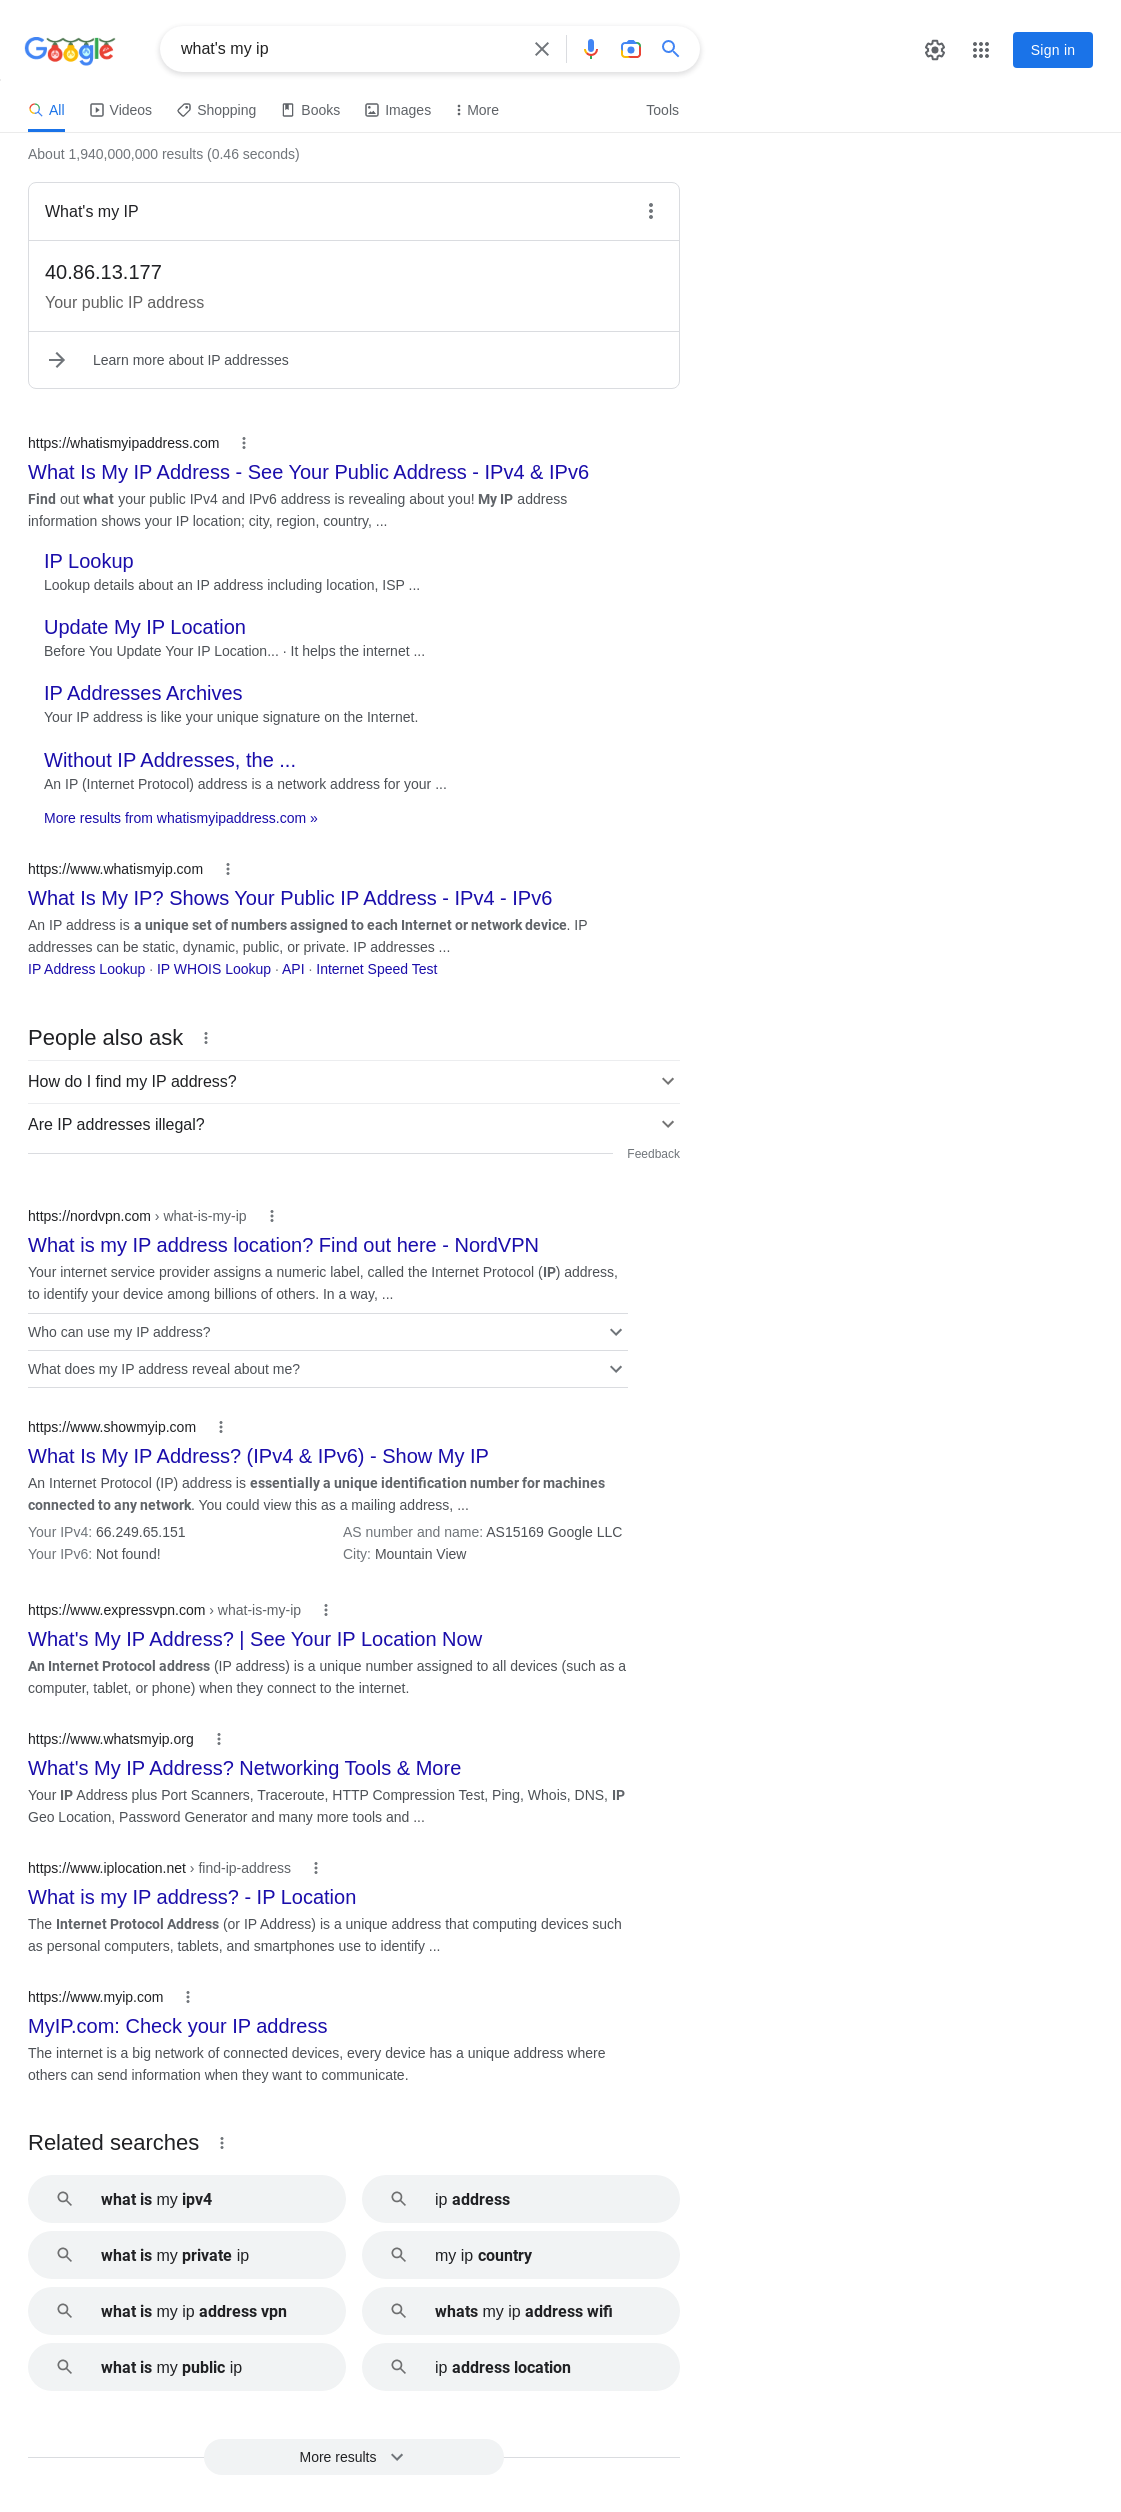 Google
what's my ip
Sign in
All
Videos
Shopping
Books
Images
More
Tools
About 1,940,000,000 results (0.46 seconds)
What's my IP
40.86.13.177
Your public IP address
Learn more about IP addresses
https://whatismyipaddress.com
What Is My IP Address - See Your Public Address - IPv4 & IPv6
Find out what your public IPv4 and IPv6 address is revealing about you! My IP address
information shows your IP location; city, region, country, ...
IP Lookup
Lookup details about an IP address including location, ISP ...
Update My IP Location
Before You Update Your IP Location... · It helps the internet ...
IP Addresses Archives
Your IP address is like your unique signature on the Internet.
Without IP Addresses, the ...
An IP (Internet Protocol) address is a network address for your ...
More results from whatismyipaddress.com »
https://www.whatismyip.com
What Is My IP? Shows Your Public IP Address - IPv4 - IPv6
An IP address is a unique set of numbers assigned to each Internet or network device. IP
addresses can be static, dynamic, public, or private. IP addresses ...
IP Address Lookup · IP WHOIS Lookup · API · Internet Speed Test
People also ask
How do I find my IP address?
Are IP addresses illegal?
Feedback
https://nordvpn.com › what-is-my-ip
What is my IP address location? Find out here - NordVPN
Your internet service provider assigns a numeric label, called the Internet Protocol (IP) address,
to identify your device among billions of others. In a way, ...
Who can use my IP address?
What does my IP address reveal about me?
https://www.showmyip.com
What Is My IP Address? (IPv4 & IPv6) - Show My IP
An Internet Protocol (IP) address is essentially a unique identification number for machines
connected to any network. You could view this as a mailing address, ...
Your IPv4: 66.249.65.151
AS number and name: AS15169 Google LLC
Your IPv6: Not found!
City: Mountain View
https://www.expressvpn.com › what-is-my-ip
What's My IP Address? | See Your IP Location Now
An Internet Protocol address (IP address) is a unique number assigned to all devices (such as a
computer, tablet, or phone) when they connect to the internet.
https://www.whatsmyip.org
What's My IP Address? Networking Tools & More
Your IP Address plus Port Scanners, Traceroute, HTTP Compression Test, Ping, Whois, DNS, IP
Geo Location, Password Generator and many more tools and ...
https://www.iplocation.net › find-ip-address
What is my IP address? - IP Location
The Internet Protocol Address (or IP Address) is a unique address that computing devices such
as personal computers, tablets, and smartphones use to identify ...
https://www.myip.com
MyIP.com: Check your IP address
The internet is a big network of connected devices, every device has a unique address where
others can send information when they want to communicate.
Related searches
what is my ipv4
ip address
what is my private ip
my ip country
what is my ip address vpn
whats my ip address wifi
what is my public ip
ip address location
More results